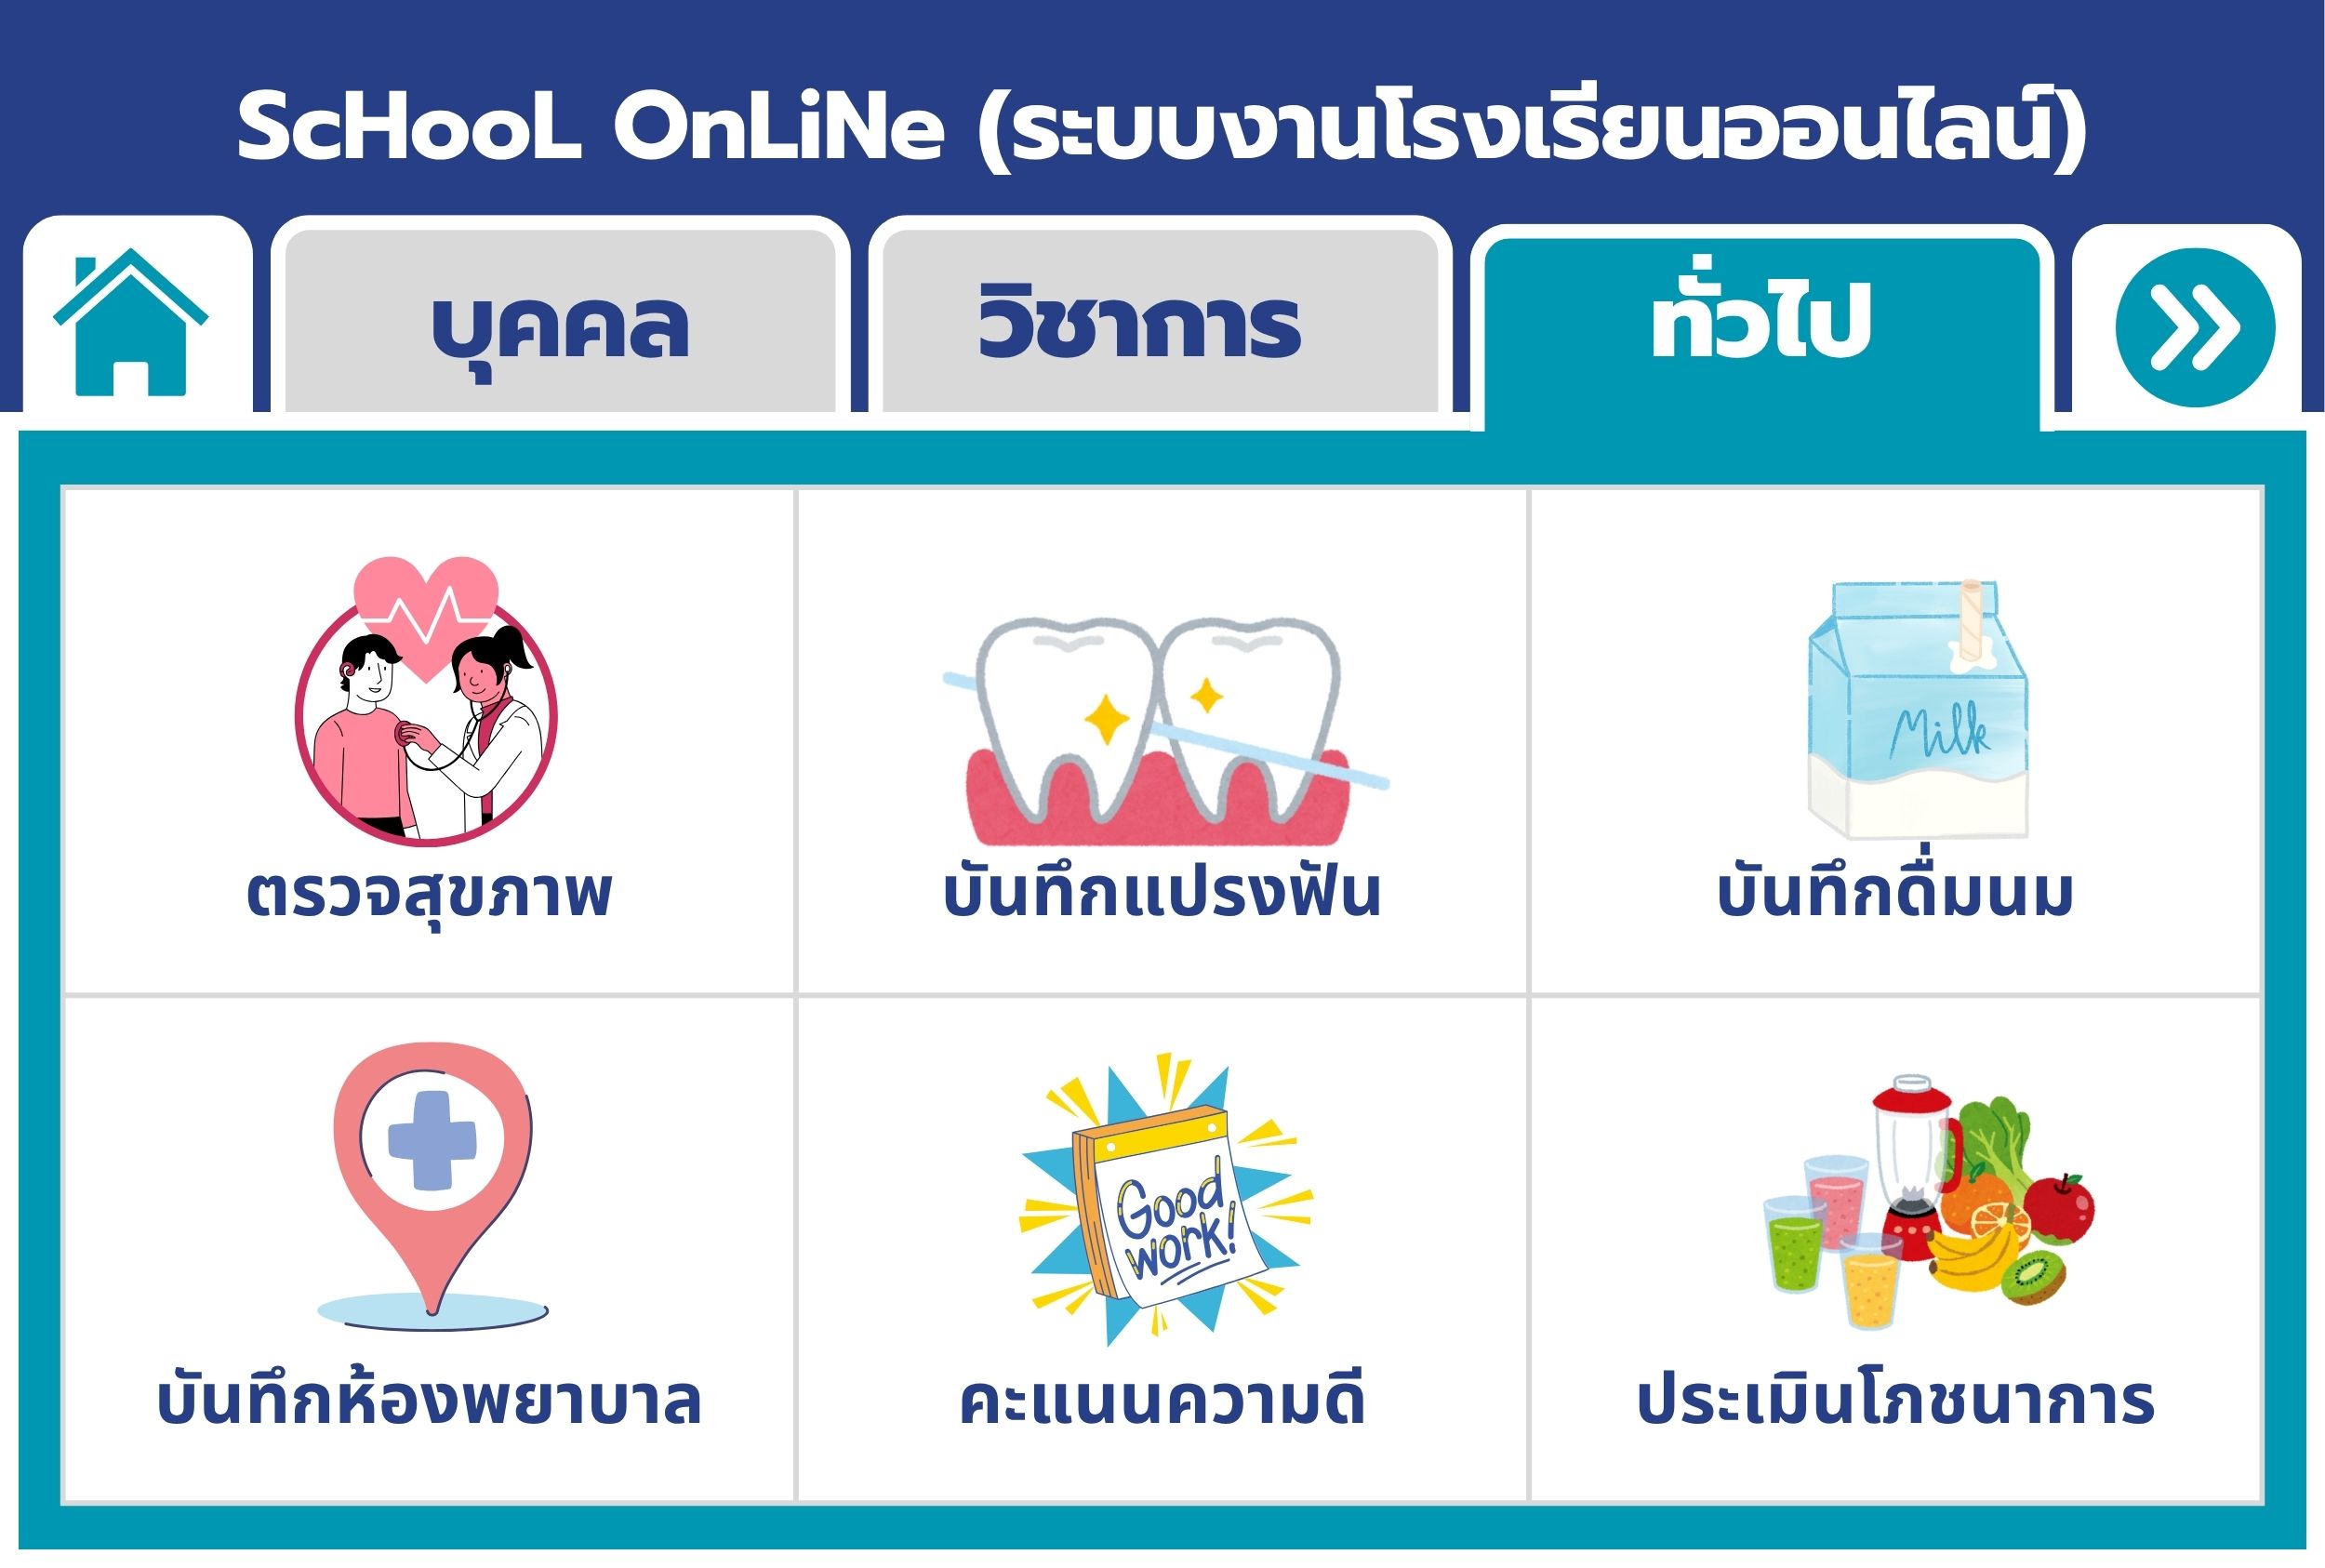 ScHooL OnLiNe (ระบบงานโรงเรียนออนไลน์)
บุคคล
วิชาการ
ทั่วไป
Milk
ตรวจสุขภาพ
บันทึกแปรงฟัน
บันทึกดื่มนม
Good
work!
บันทึกห้องพยาบาล
คะแนนความดี
ประเมินโภชนาการ